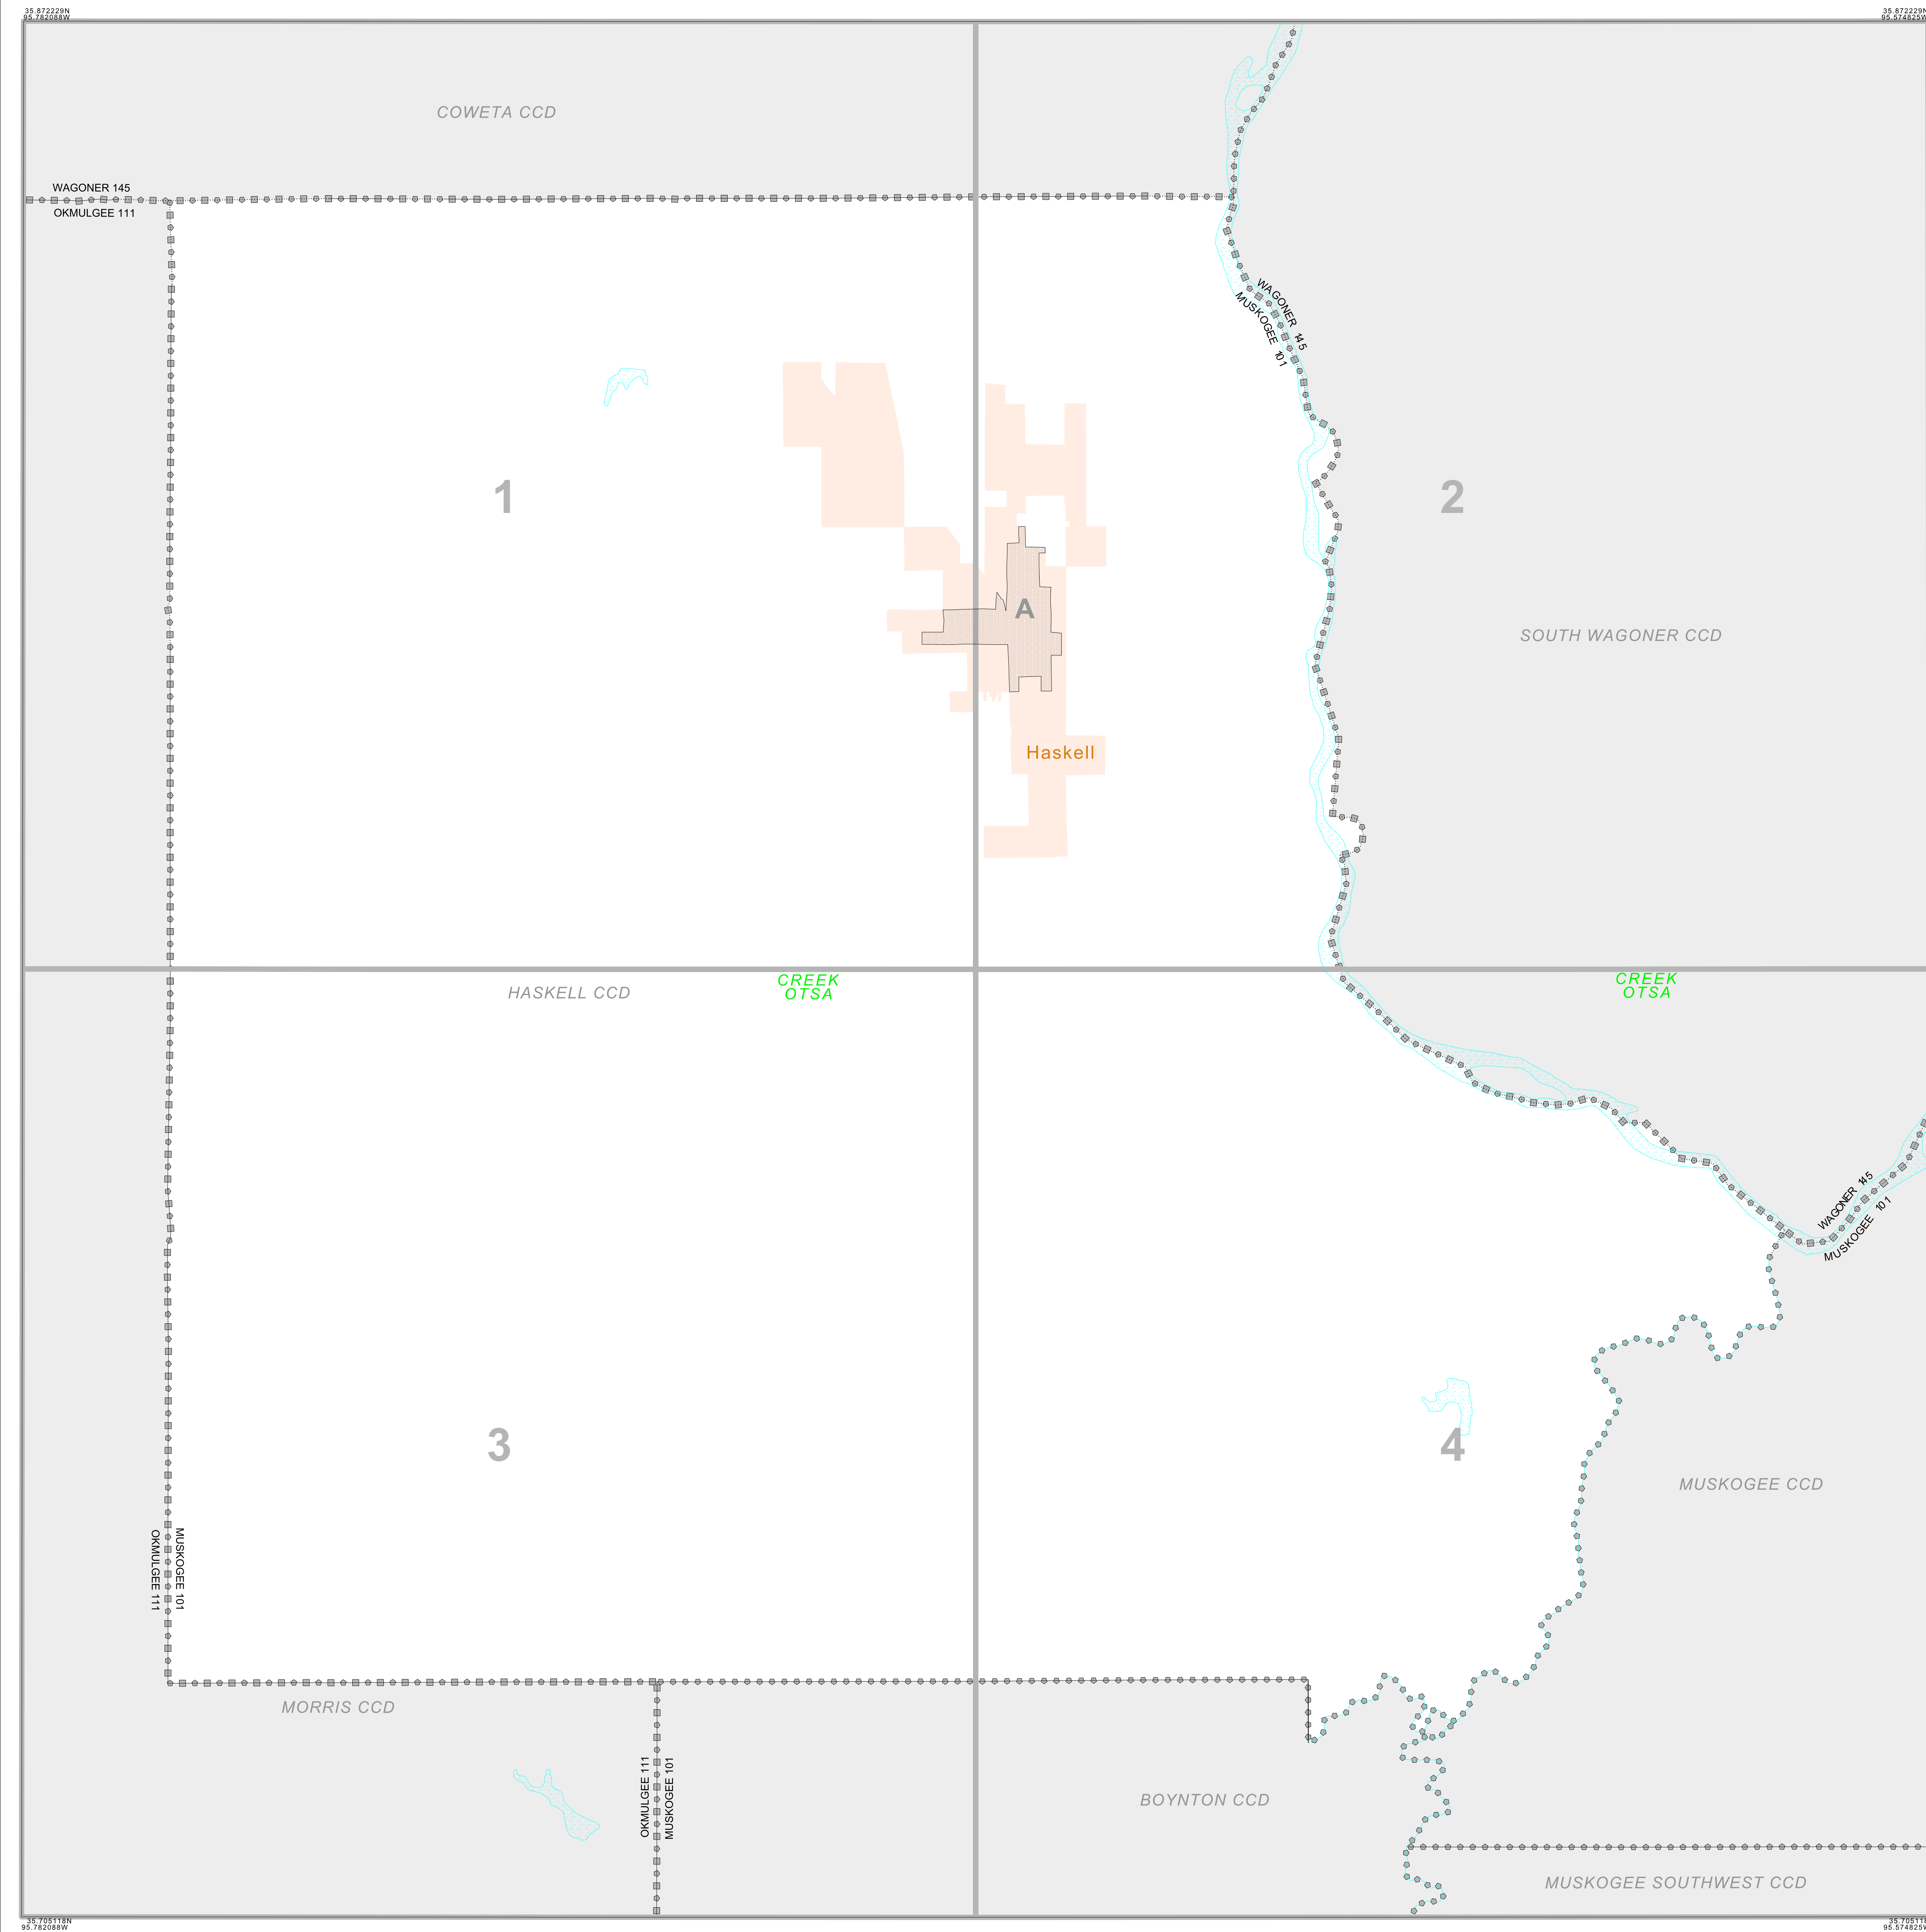 35.872229N
95.782088W
35.872229N
95.574825W
COWETA CCD
WAGONER 145
OKMULGEE 111
WAGONER 145
MUSKOGEE 101
1
2
A
SOUTH WAGONER CCD
Haskell
CREEK
OTSA
HASKELL CCD
CREEK
OTSA
WAGONER 145
MUSKOGEE 101
3
4
MUSKOGEE CCD
MUSKOGEE 101
OKMULGEE 111
MORRIS CCD
OKMULGEE 111
MUSKOGEE 101
BOYNTON CCD
MUSKOGEE SOUTHWEST CCD
35.705118N
95.782088W
35.705118
95.574825W